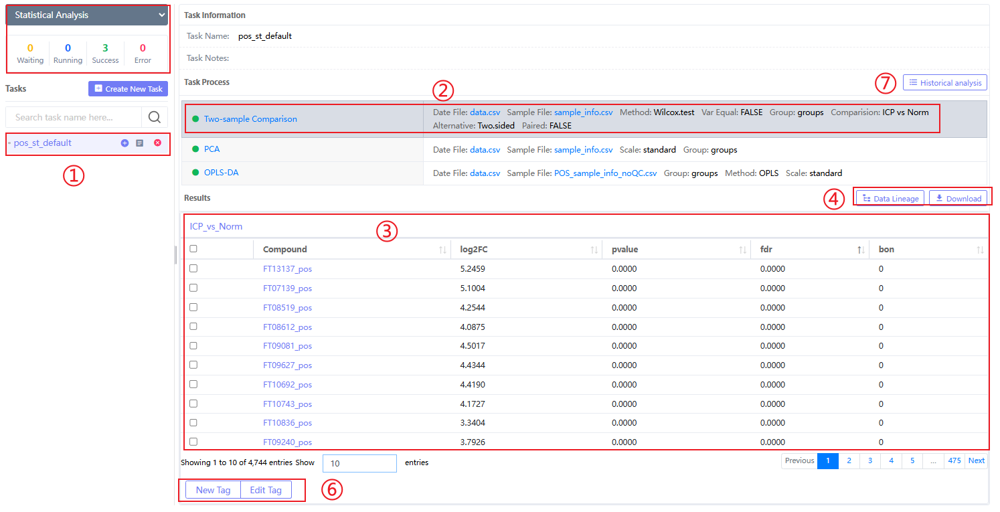 Statistical Analysis
0 0 3 0
Waiting Running Success Error
Tasks Create New Task
Search task name here...
pos_st_default
①
Task Information
Task Name: pos_st_default
Task Notes:
Task Process
②
⑦
Historical analysis
Two-sample Comparison
Date File: data.csv Sample File: sample_info.csv Method: Wilcox.test Var Equal: FALSE Group: groups Comparision: ICP vs Norm
Alternative: Two.sided Paired: FALSE
PCA Date File: data.csv Sample File: sample_info.csv Scale: standard Group: groups
OPLS-DA Date File: data.csv Sample File: POS_sample_info_noQC.csv Group: groups Method: OPLS Scale: standard
Results ④ Data Lineage Download
ICP_vs_Norm ③
Compound log2FC pvalue fdr bon
FT13137_pos 5.2459 0.0000 0.0000 0
FT07139_pos 5.1004 0.0000 0.0000 0
FT08519_pos 4.2544 0.0000 0.0000 0
FT08612_pos 4.0875 0.0000 0.0000 0
FT09081_pos 4.5017 0.0000 0.0000 0
FT09627_pos 4.4344 0.0000 0.0000 0
FT10692_pos 4.4190 0.0000 0.0000 0
FT10743_pos 4.1727 0.0000 0.0000 0
FT10836_pos 3.3404 0.0000 0.0000 0
FT09240_pos 3.7926 0.0000 0.0000 0
Showing 1 to 10 of 4,744 entries Show 10 entries Previous 1 2 3 4 5 ... 475 Next
New Tag Edit Tag ⑥